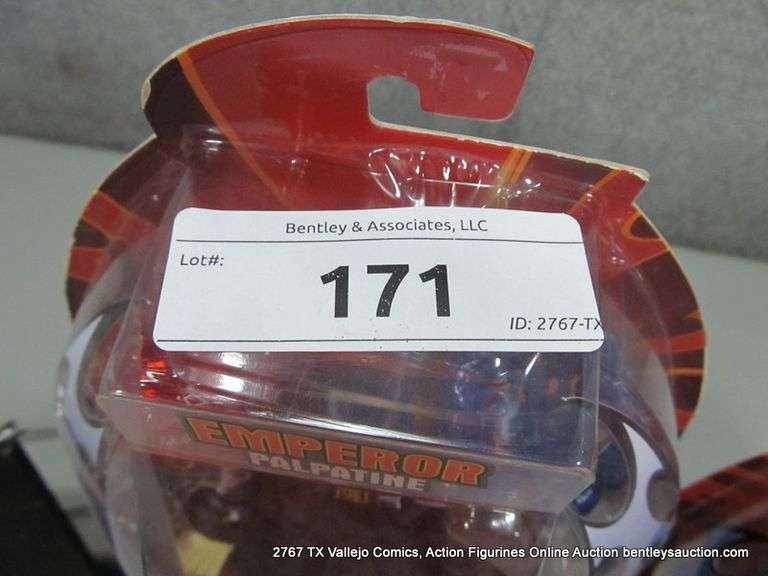 Bentley & Associates, LLC
Lot#:
171
ID: 2767-TX
EMPEROR
PALPATINE
2767 TX Vallejo Comics, Action Figurines Online Auction bentleysauction.com